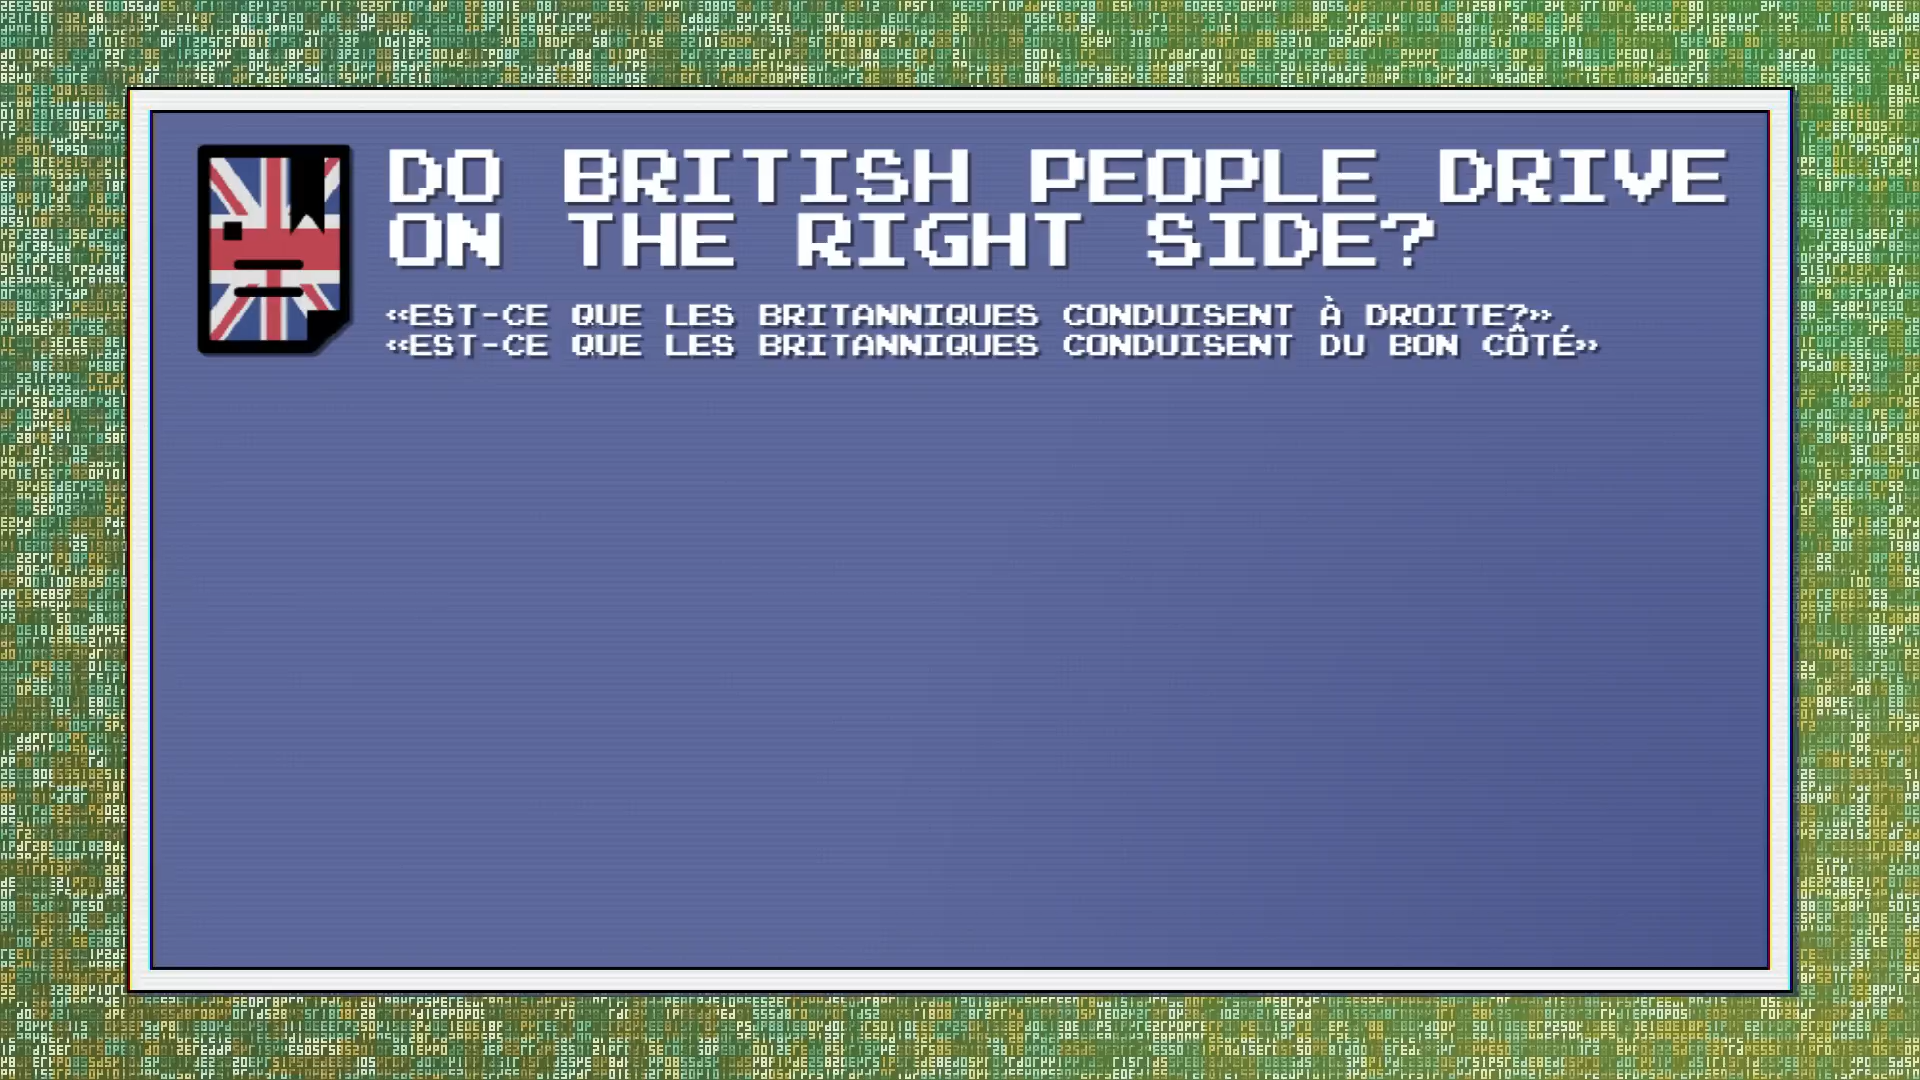 DO BRITISH PEOPLE DRIVE
ON THE RIGHT SIDE?
«EST-CE QUE LES BRITANNIQUES CONDUISENT À DROITE?»
«EST-CE QUE LES BRITANNIQUES CONDUISENT DU BON CÔTÉ»